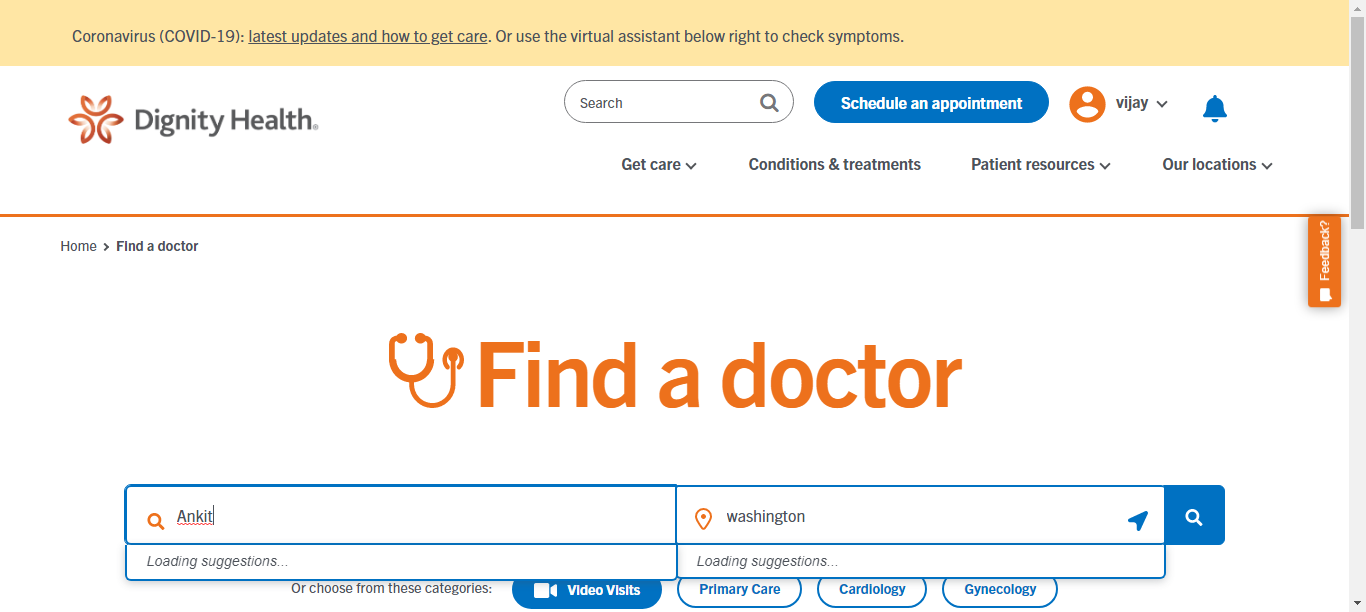 Coronavirus (COVID-19): latest updates and how to get care. Or use the virtual assistant below right to check symptoms.
Dignity Health®
Search
Schedule an appointment
vijay
Get care
Conditions & treatments
Patient resources
Our locations
Feedback?
Home > Find a doctor
Find a doctor
Ankit
washington
Loading suggestions...
Loading suggestions...
Or choose from these categories:
Video Visits
Primary Care
Cardiology
Gynecology